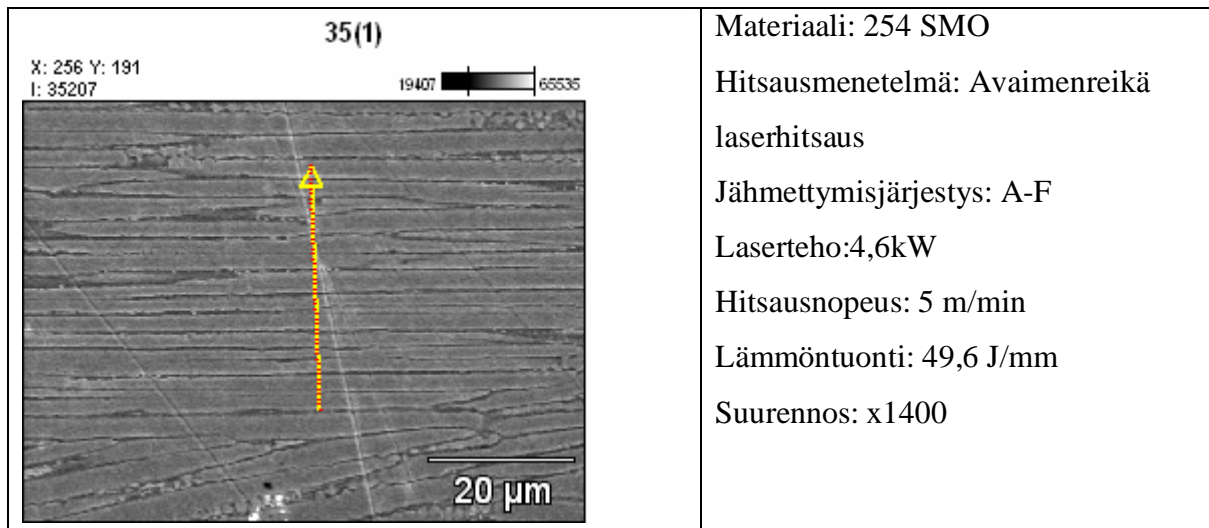 35(1)
X: 256 Y: 191
I: 35207
19407 65535
20 µm
Materiaali: 254 SMO
Hitsausmenetelmä: Avaimenreikä
laserhitsaus
Jähmettymisjärjestys: A-F
Laserteho:4,6kW
Hitsausnopeus: 5 m/min
Lämmöntuonti: 49,6 J/mm
Suurennos: x1400